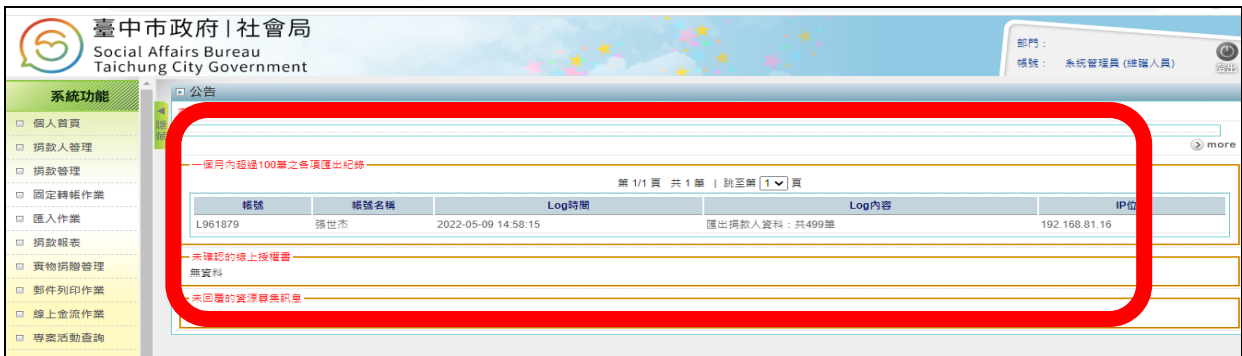 臺中市政府|社會局
Social Affairs Bureau
Taichung City Government
部門：
帳號： 系統管理員 (維護人員)
登出
系統功能
個人首頁
捐款人管理
捐款管理
固定轉帳作業
匯入作業
捐款報表
實物捐贈管理
郵件列印作業
線上金流作業
專案活動查詢
公告
more
一個月內超過100筆之各項匯出紀錄
第 1/1 頁 共 1 筆 | 跳至第 1 頁
帳號 帳號名稱 Log時間 Log內容 IP位
L961879 張世杰 2022-05-09 14:58:15 匯出捐款人資料：共499筆 192.168.81.16
未確認的線上授權書
無資料
未回覆的資源募集訊息